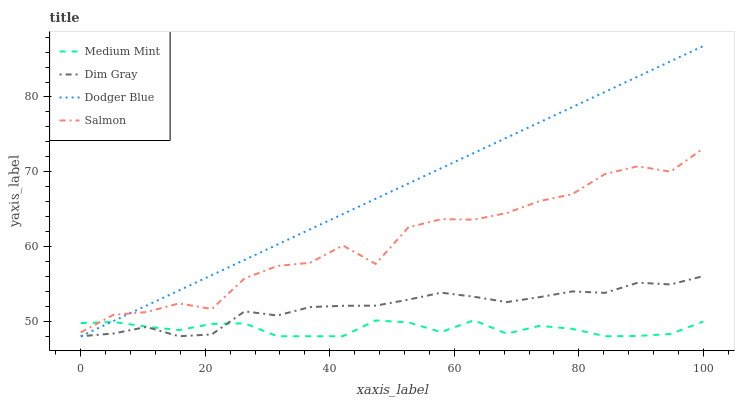 title
Medium Mint
Dim Gray
Dodger Blue
Salmon
yaxis_label
80
70
60
50
0 20 40 60 80 100
xaxis_label